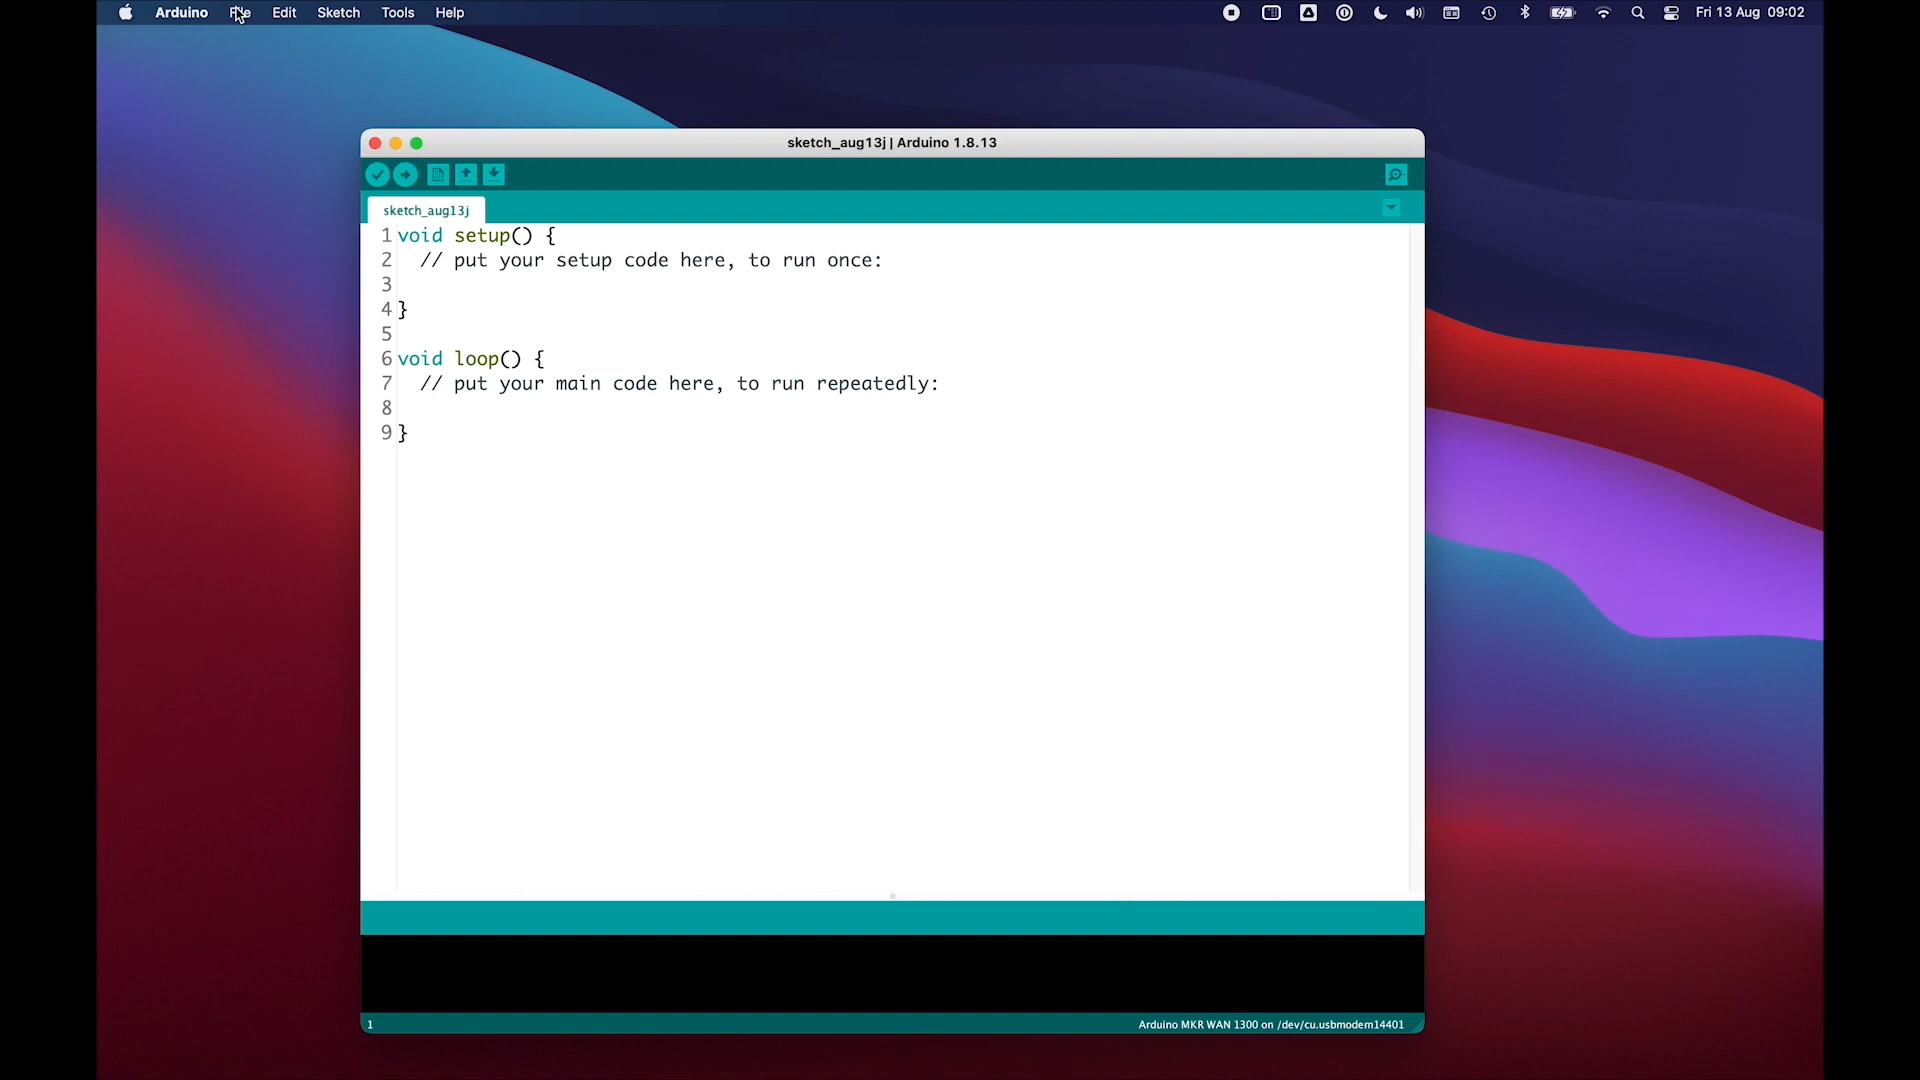 Arduino File Edit Sketch Tools Help Fri 13 Aug 09:02
sketch_aug13j | Arduino 1.8.13
sketch_aug13j
1 void setup() {
2 // put your setup code here, to run once:
3
4 }
5
6 void loop() {
7 // put your main code here, to run repeatedly:
8
9 }
1 Arduino MKR WAN 1300 on /dev/cu.usbmodem14401